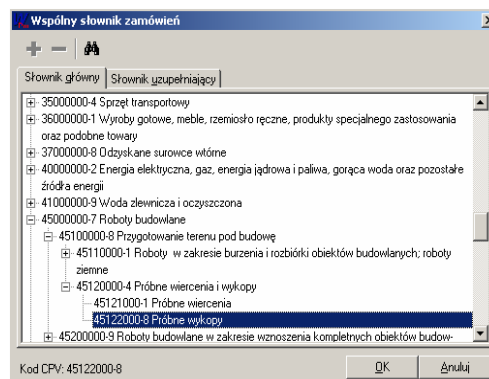 Wspólny słownik zamówień
Słownik główny
Słownik uzupełniający
35000000-4 Sprzęt transportowy
36000000-1 Wyroby gotowe, meble, rzemiosło ręczne, produkty specjalnego zastosowania
oraz podobne towary
37000000-8 Odzyskane surowce wtórne
40000000-2 Energia elektryczna, gaz, energia jądrowa i paliwa, gorąca woda oraz pozostałe
źródła energii
41000000-9 Woda zlewnicza i oczyszczona
45000000-7 Roboty budowlane
45100000-8 Przygotowanie terenu pod budowę
45110000-1 Roboty w zakresie burzenia i rozbiórki obiektów budowlanych; roboty
ziemne
45120000-4 Próbne wiercenia i wykopy
45121000-1 Próbne wiercenia
45122000-8 Próbne wykopy
45200000-9 Roboty budowlane w zakresie wznoszenia kompletnych obiektów budow-
Kod CPV: 45122000-8
OK
Anuluj